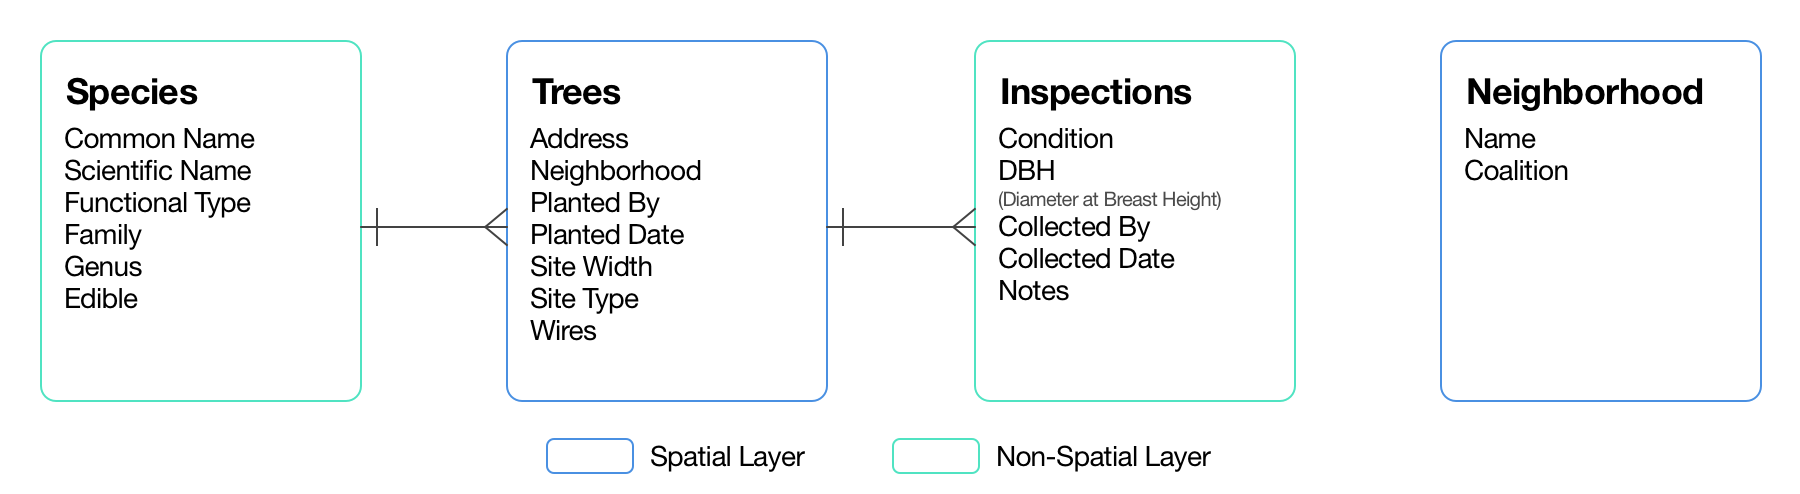 Species
Common Name
Scientific Name
Functional Type
Family
Genus
Edible
Trees
Address
Neighborhood
Planted By
Planted Date
Site Width
Site Type
Wires
Inspections
Condition
DBH
(Diameter at Breast Height)
Collected By
Collected Date
Notes
Neighborhood
Name
Coalition
Spatial Layer
Non-Spatial Layer